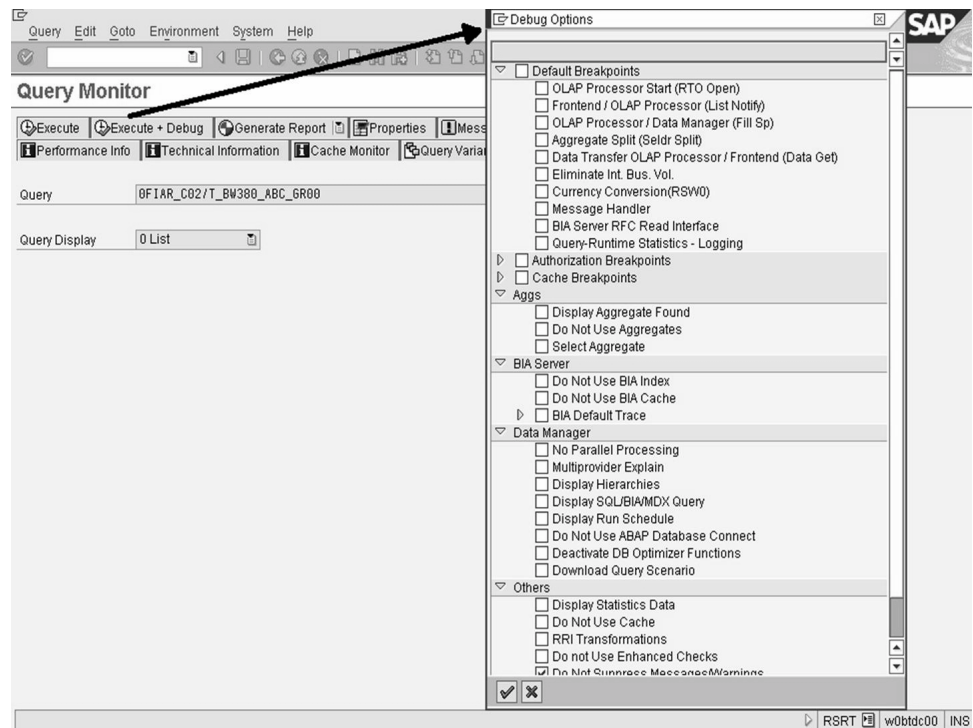 Query Edit Goto Environment System Help
Query Monitor
Execute Execute + Debug Generate Report Properties Mess
Performance Info Technical Information Cache Monitor Query Varian
Query 0FIAR_C02/T_BW380_ABC_GR00
Query Display 0 List
Debug Options
SAP
Default Breakpoints
OLAP Processor Start (RTO Open)
Frontend / OLAP Processor (List Notify)
OLAP Processor / Data Manager (Fill Sp)
Aggregate Split (Seldr Split)
Data Transfer OLAP Processor / Frontend (Data Get)
Eliminate Int. Bus. Vol.
Currency Conversion(RSW0)
Message Handler
BIA Server RFC Read Interface
Query-Runtime Statistics - Logging
Authorization Breakpoints
Cache Breakpoints
Aggs
Display Aggregate Found
Do Not Use Aggregates
Select Aggregate
BIA Server
Do Not Use BIA Index
Do Not Use BIA Cache
BIA Default Trace
Data Manager
No Parallel Processing
Multiprovider Explain
Display Hierarchies
Display SQL/BIA/MDX Query
Display Run Schedule
Do Not Use ABAP Database Connect
Deactivate DB Optimizer Functions
Download Query Scenario
Others
Display Statistics Data
Do Not Use Cache
RRI Transformations
Do not Use Enhanced Checks
Do Not Suppress Messages/Warnings
RSRT w0btdc00 INS